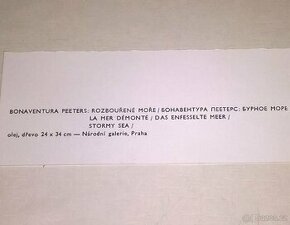 BONAVENTURA PEETERS: ROZBOUŘENÉ MOŘE / БОНАВЕНТУРА ПЕЕТЕРС: БУРНОЕ МОРЕ
LA MER DÉMONTÉ / DAS ENFESSELTE MEER /
STORMY SEA /
olej, dřevo 24 x 34 cm — Národní galerie, Praha